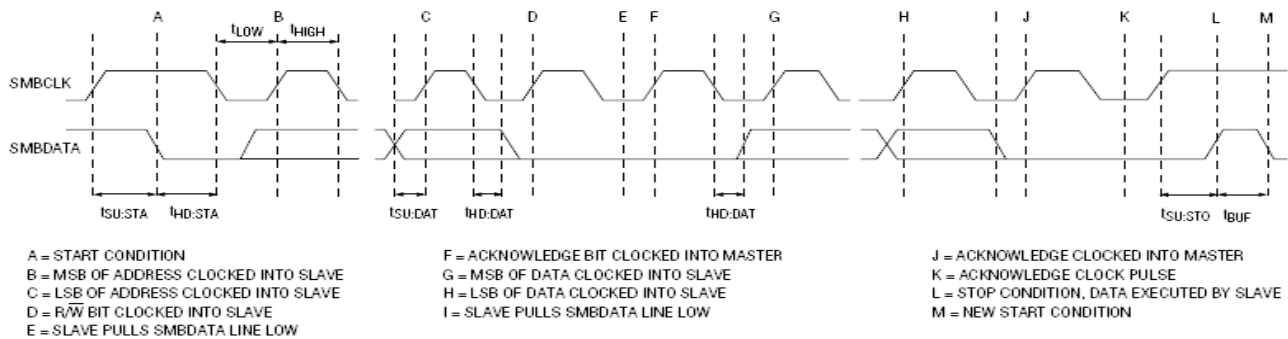 A B C D E F G H I J K L M
tLOW tHIGH
SMBCLK
SMBDATA
tSU:STA tHD:STA tSU:DAT tHD:DAT tHD:DAT tSU:STO tBUF
A = START CONDITION
B = MSB OF ADDRESS CLOCKED INTO SLAVE
C = LSB OF ADDRESS CLOCKED INTO SLAVE
D = R/W̅ BIT CLOCKED INTO SLAVE
E = SLAVE PULLS SMBDATA LINE LOW
F = ACKNOWLEDGE BIT CLOCKED INTO MASTER
G = MSB OF DATA CLOCKED INTO SLAVE
H = LSB OF DATA CLOCKED INTO SLAVE
I = SLAVE PULLS SMBDATA LINE LOW
J = ACKNOWLEDGE CLOCKED INTO MASTER
K = ACKNOWLEDGE CLOCK PULSE
L = STOP CONDITION, DATA EXECUTED BY SLAVE
M = NEW START CONDITION